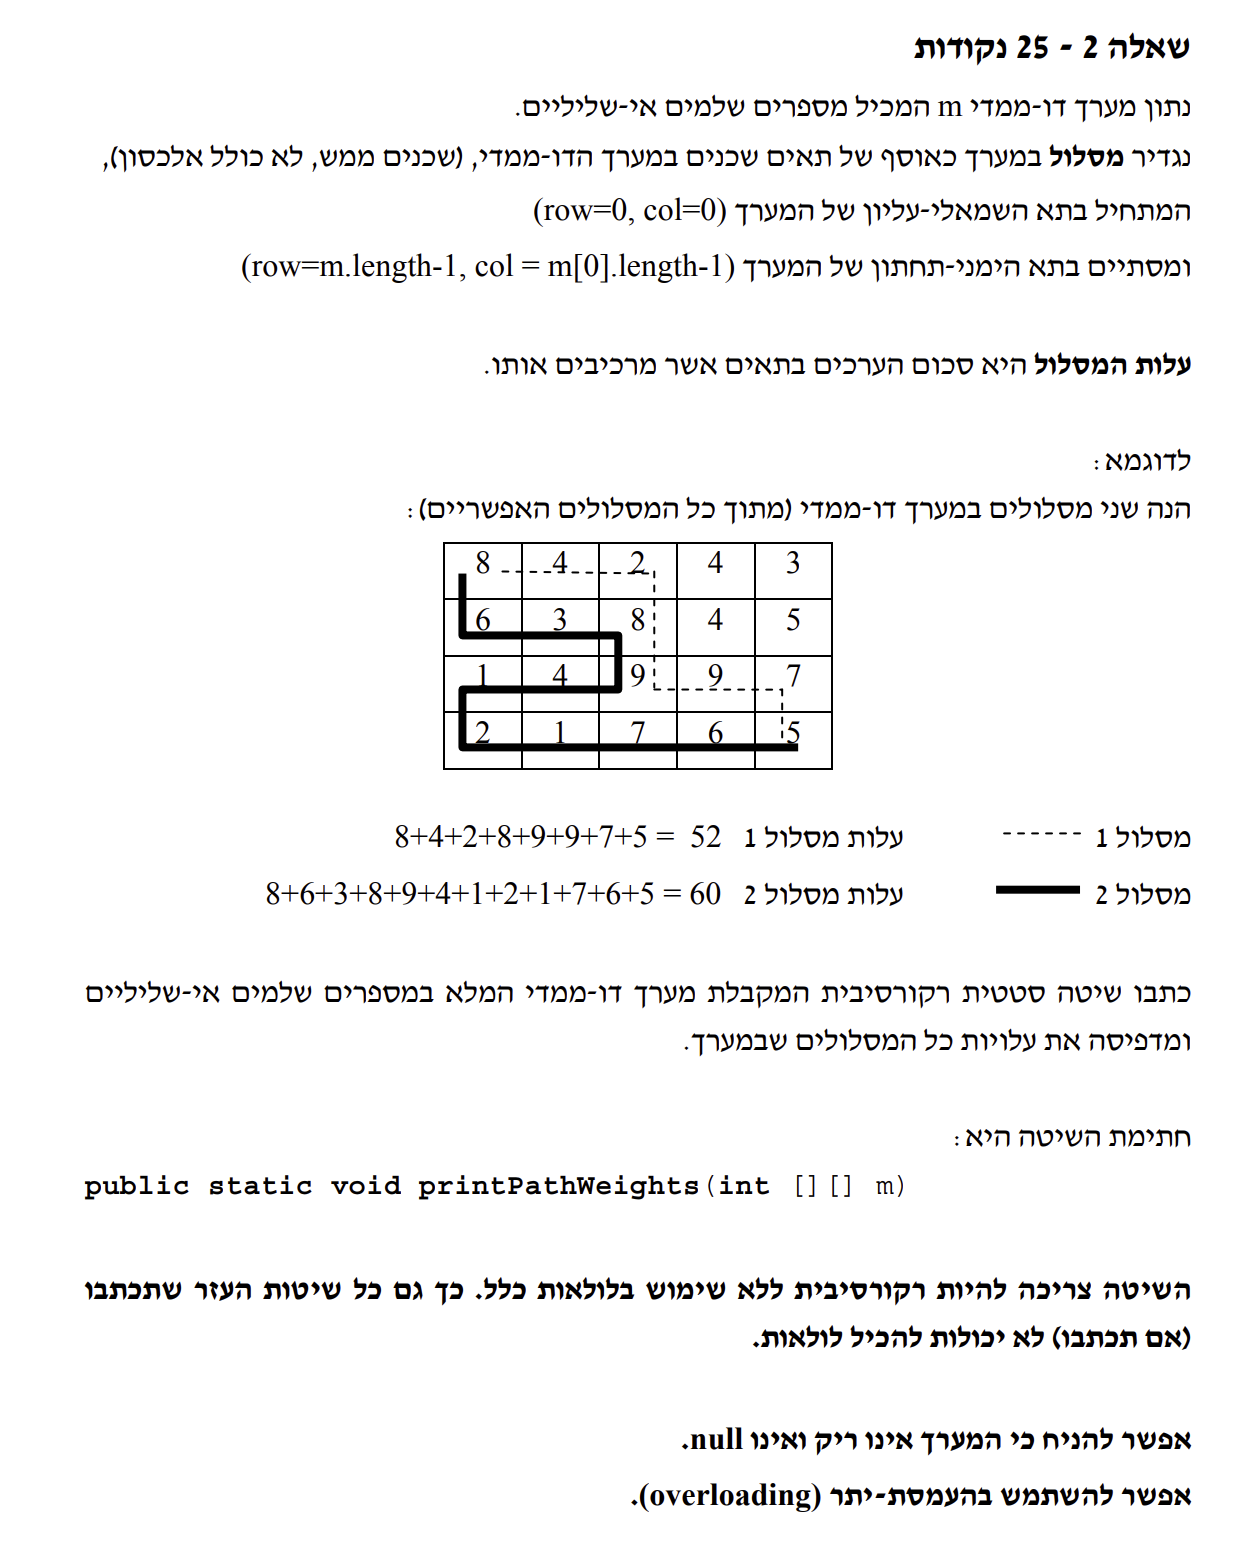 שאלה 2 - 25 נקודות
נתון מערך דו-ממדי m המכיל מספרים שלמים אי-שליליים.
נגדיר מסלול במערך כאוסף של תאים שכנים במערך הדו-ממדי, (שכנים ממש, לא כולל אלכסון),
המתחיל בתא השמאלי-עליון של המערך (row=0, col=0)
ומסתיים בתא הימני-תחתון של המערך (row=m.length-1, col = m[0].length-1)
עלות המסלול היא סכום הערכים בתאים אשר מרכיבים אותו.
לדוגמא:
הנה שני מסלולים במערך דו-ממדי (מתוך כל המסלולים האפשריים):
8 4 2 4 3
6 3 8 4 5
1 4 9 9 7
2 1 7 6 5
מסלול 1 עלות מסלול 1 8+4+2+8+9+9+7+5 = 52
מסלול 2 עלות מסלול 2 8+6+3+8+9+4+1+2+1+7+6+5 = 60
כתבו שיטה סטטית רקורסיבית המקבלת מערך דו-ממדי המלא במספרים שלמים אי-שליליים
ומדפיסה את עלויות כל המסלולים שבמערך.
חתימת השיטה היא:
public static void printPathWeights(int [][] m)
השיטה צריכה להיות רקורסיבית ללא שימוש בלולאות כלל. כך גם כל שיטות העזר שתכתבו
(אם תכתבו) לא יכולות להכיל לולאות.
אפשר להניח כי המערך אינו ריק ואינו null.
אפשר להשתמש בהעמסת-יתר (overloading).